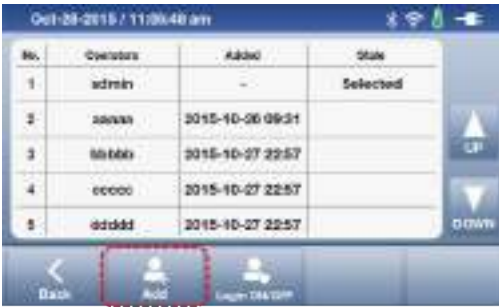 Oct-28-2015 / 11:05:48 am
No. Operators Added State
1 admin - Selected
2 aaaaa 2015-10-26 09:31
3 bbbbb 2015-10-27 22:57
4 ccccc 2015-10-27 22:57
5 ddddd 2015-10-27 22:57
UP
DOWN
Back Add Login ON/OFF